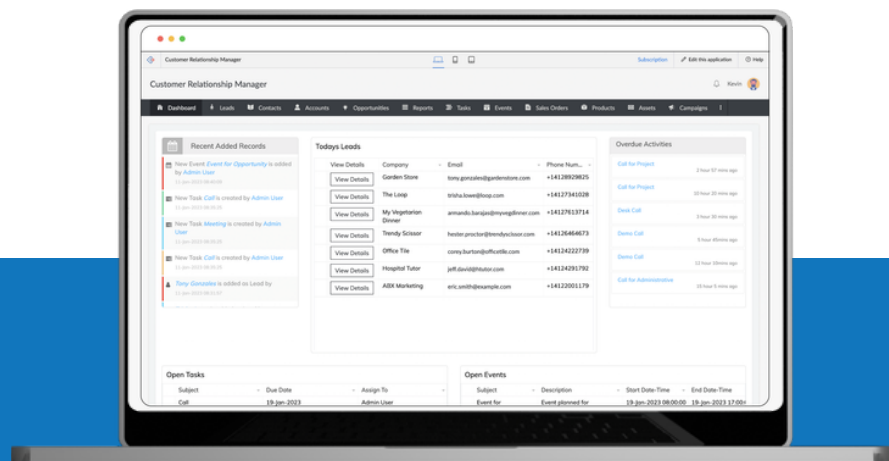 Customer Relationship Manager
Subscription
Edit this application
Help
Customer Relationship Manager
Kevin
Dashboard Leads Contacts Accounts Opportunities Reports Tasks Events Sales Orders Products Assets Campaigns
Recent Added Records
New Event Event for Opportunity is added
by Admin User
New Task Call is created by Admin User
New Task Meeting is created by Admin
User
New Task Call is created by Admin User
Tony Gonzales is added as Lead by
Todays Leads
View Details Company Email Phone Num...
View Details Garden Store tony.gonzales@gardenstore.com +14128929825
View Details The Loop trisha.lowe@loop.com +14127341028
View Details My Vegetarian armando.barajas@myvegdinner.com +14127613714
Dinner
View Details Trendy Scissor hester.proctor@trendyscissor.com +14126464673
View Details Office Tile corey.burton@officetile.com +14124222739
View Details Hospital Tutor jeff.david@htutor.com +14124291792
View Details ABX Marketing eric.smith@example.com +14122001179
Overdue Activities
Call for Project
2 hour 57 mins ago
Call for Project
10 hour 20 mins ago
Desk Call
3 hour 30 mins ago
Demo Call
5 hour 45mins ago
Demo Call
12 hour 30mins ago
Call for Administrative
15 hour 5 mins ago
Open Tasks
Subject Due Date Assign To
Call 19-Jan-2023 Admin User
Open Events
Subject Description Start Date-Time End Date-Time
Event for Event planned for 19-Jan-2023 08:00:00 19-Jan-2023 17:00: